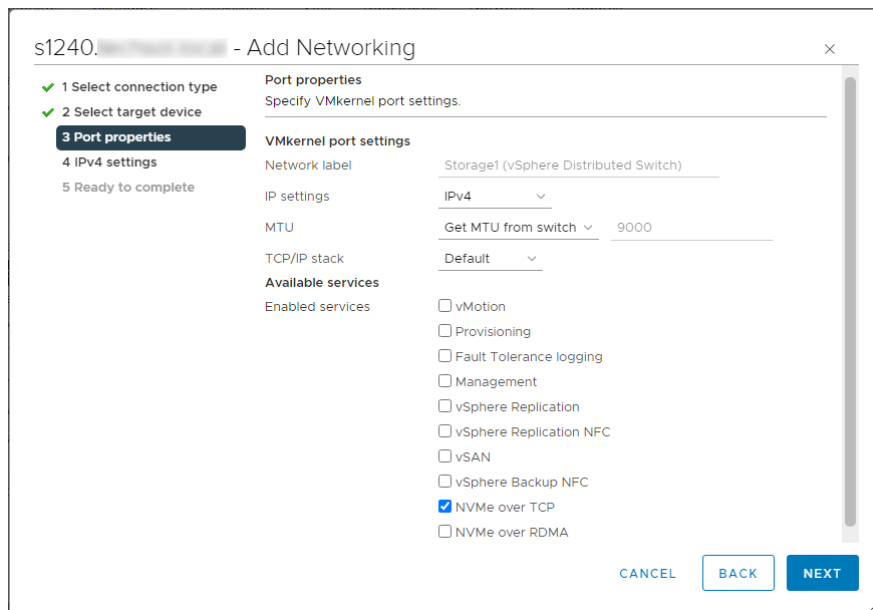 s1240. - Add Networking
1 Select connection type
2 Select target device
3 Port properties
4 IPv4 settings
5 Ready to complete
Port properties
Specify VMkernel port settings.
VMkernel port settings
Network label Storage1 (vSphere Distributed Switch)
IP settings IPv4
MTU Get MTU from switch 9000
TCP/IP stack Default
Available services
Enabled services vMotion
Provisioning
Fault Tolerance logging
Management
vSphere Replication
vSphere Replication NFC
vSAN
vSphere Backup NFC
NVMe over TCP
NVMe over RDMA
CANCEL BACK NEXT